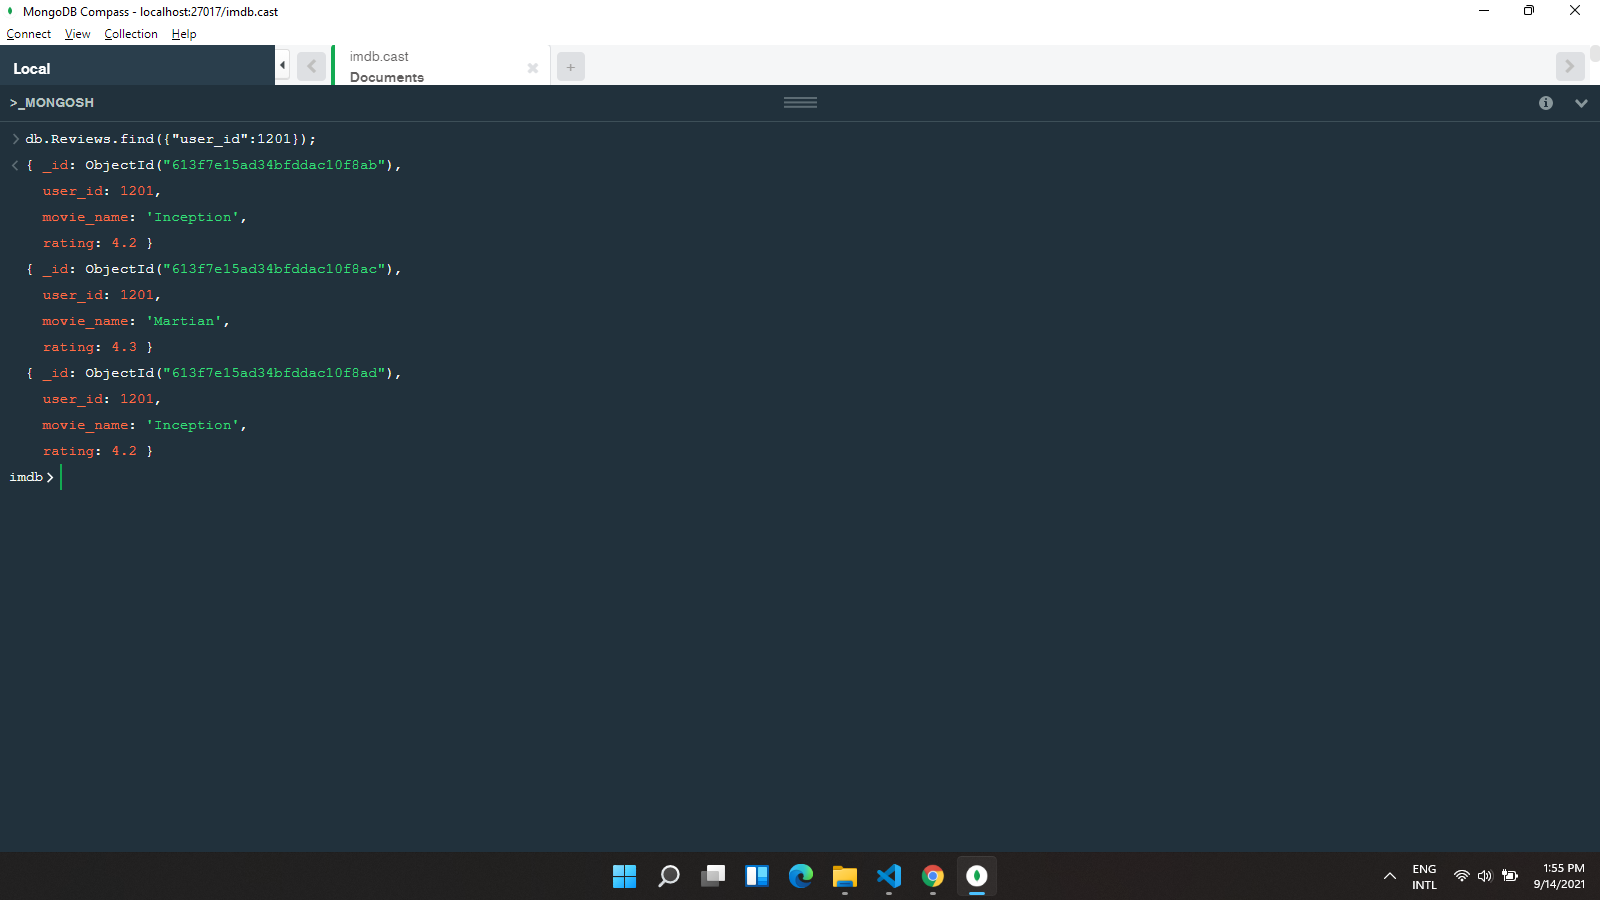 MongoDB Compass - localhost:27017/imdb.cast
Connect View Collection Help
Local
imdb.cast
Documents
>_MONGOSH
db.Reviews.find({"user_id":1201});
{ _id: ObjectId("613f7e15ad34bfddac10f8ab"),
user_id: 1201,
movie_name: 'Inception',
rating: 4.2 }
{ _id: ObjectId("613f7e15ad34bfddac10f8ac"),
user_id: 1201,
movie_name: 'Martian',
rating: 4.3 }
{ _id: ObjectId("613f7e15ad34bfddac10f8ad"),
user_id: 1201,
movie_name: 'Inception',
rating: 4.2 }
imdb>
ENG
INTL
1:55 PM
9/14/2021